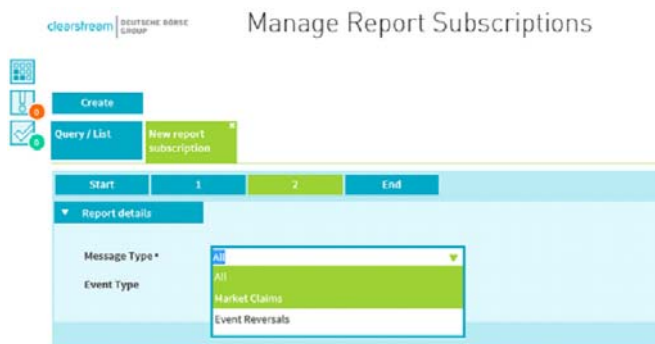 clearstream DEUTSCHE BÖRSE GROUP
Manage Report Subscriptions
0
0
Create
Query / List
New report subscription
Start 1 2 End
Report details
Message Type* All
All
Event Type
Market Claims
Event Reversals